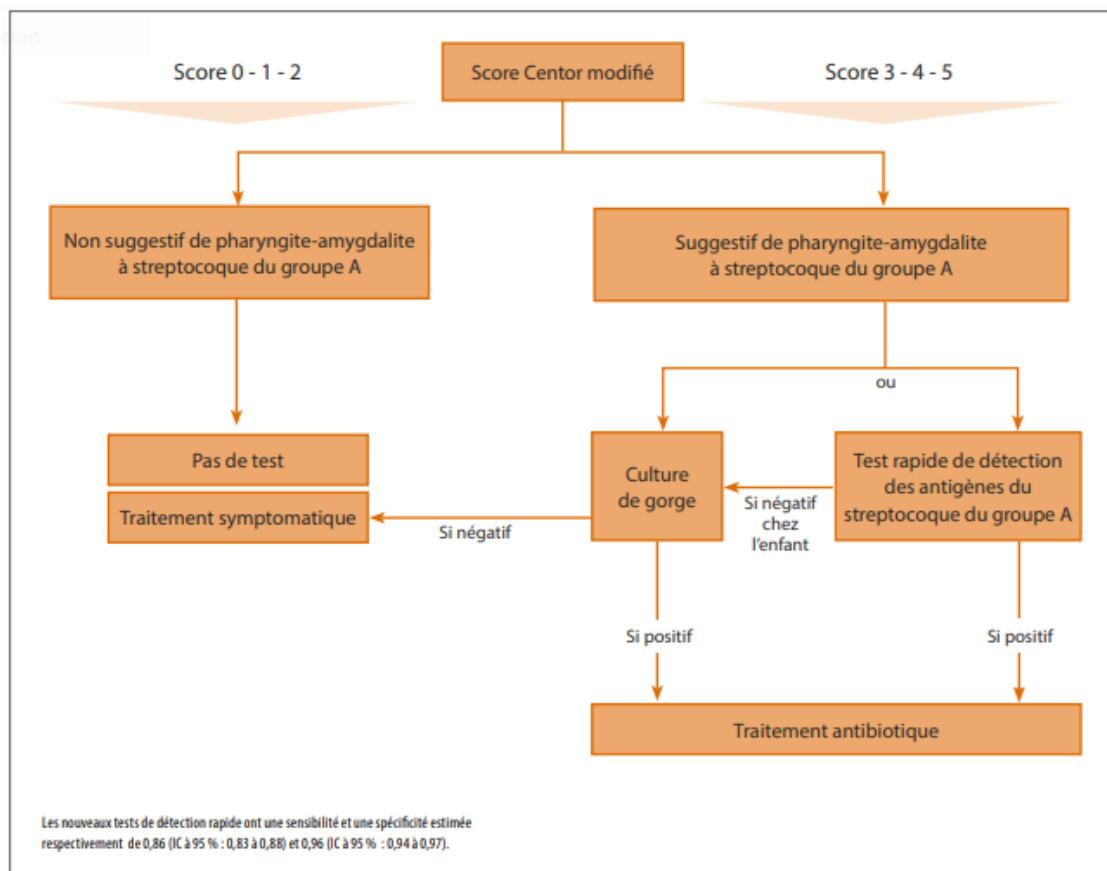 Score 0 - 1 - 2
Score Centor modifié
Score 3 - 4 - 5
Non suggestif de pharyngite-amygdalite
à streptocoque du groupe A
Suggestif de pharyngite-amygdalite
à streptocoque du groupe A
ou
Pas de test
Traitement symptomatique
Si négatif
Culture
de gorge
Si négatif
chez
l'enfant
Test rapide de détection
des antigènes du
streptocoque du groupe A
Si positif
Si positif
Traitement antibiotique
Les nouveaux tests de détection rapide ont une sensibilité et une spécificité estimée
respectivement de 0,86 (IC à 95 % : 0,83 à 0,88) et 0,96 (IC à 95 % : 0,94 à 0,97).